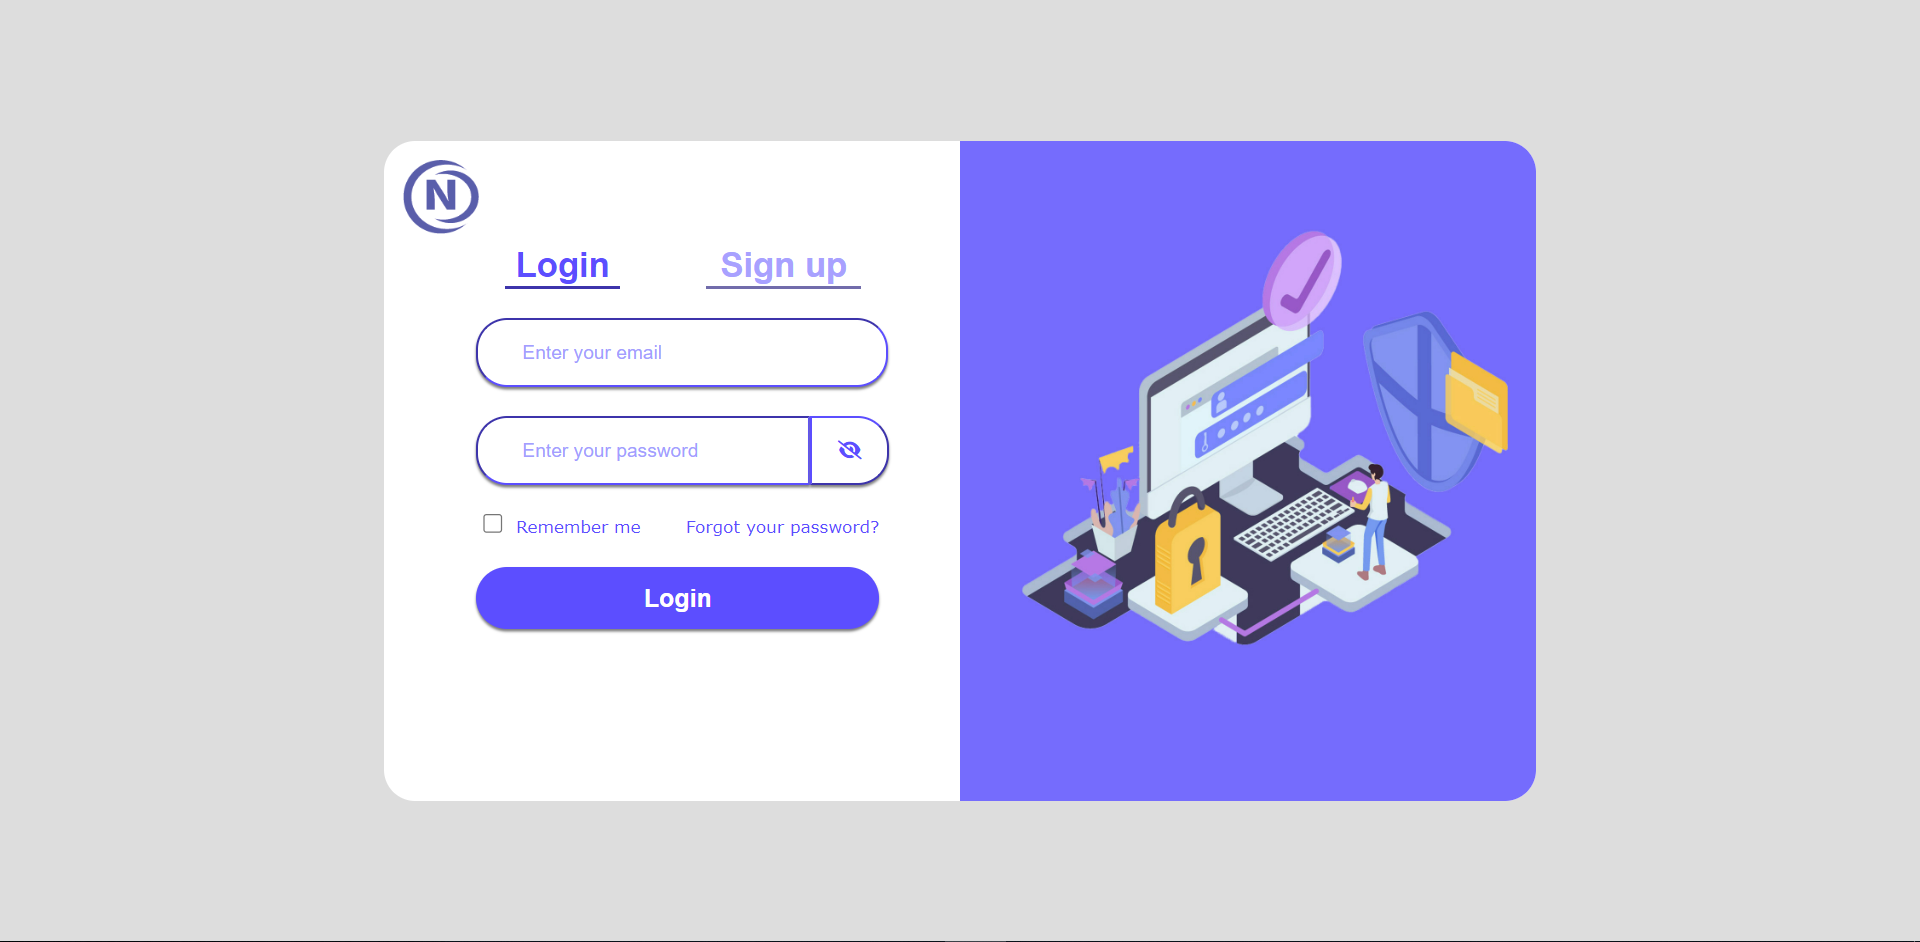 N
Login
Sign up
Enter your email
Enter your password
Remember me
Forgot your password?
Login